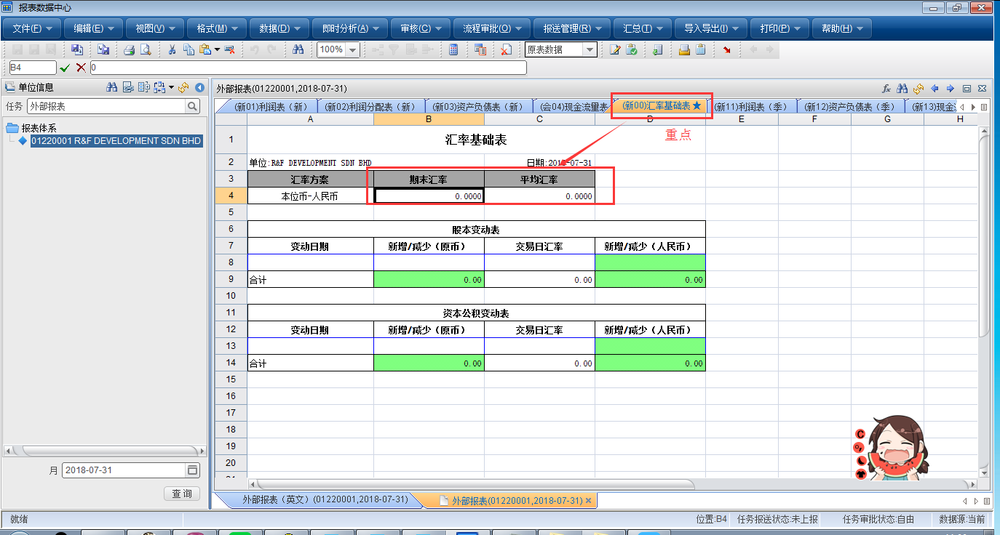 报表数据中心
文件(F) 编辑(E) 视图(V) 格式(M) 数据(D) 即时分析(A) 审核(C) 流程审批(O) 报送管理(R) 汇总(T) 导入导出(I) 打印(P) 帮助(H)
100% 原表数据
B4 0
单位信息
任务 外部报表
报表体系
01220001 R&F DEVELOPMENT SDN BHD
月 2018-07-31
查询
外部报表(01220001,2018-07-31)
(新01)利润表（新） (新02)利润分配表（新） (新03)资产负债表（新） (会04)现金流量表 (新00)汇率基础表★ (新11)利润表（季） (新12)资产负债表（季） (新13)现金
A B C D E F G H
重点
1 汇率基础表
2 单位:R&F DEVELOPMENT SDN BHD 日期:2018-07-31
3 汇率方案 期末汇率 平均汇率
4 本位币-人民币 0.0000 0.0000
5
6 股本变动表
7 变动日期 新增/减少（原币） 交易日汇率 新增/减少（人民币）
8
9 合计 0.00 0.00 0.00
10
11 资本公积变动表
12 变动日期 新增/减少（原币） 交易日汇率 新增/减少（人民币）
13
14 合计 0.00 0.00 0.00
15
16
17
18
19
20
外部报表（英文）(01220001,2018-07-31) 外部报表(01220001,2018-07-31)
就绪 位置:B4 任务报送状态:未上报 任务审批状态:自由 数据源:当前